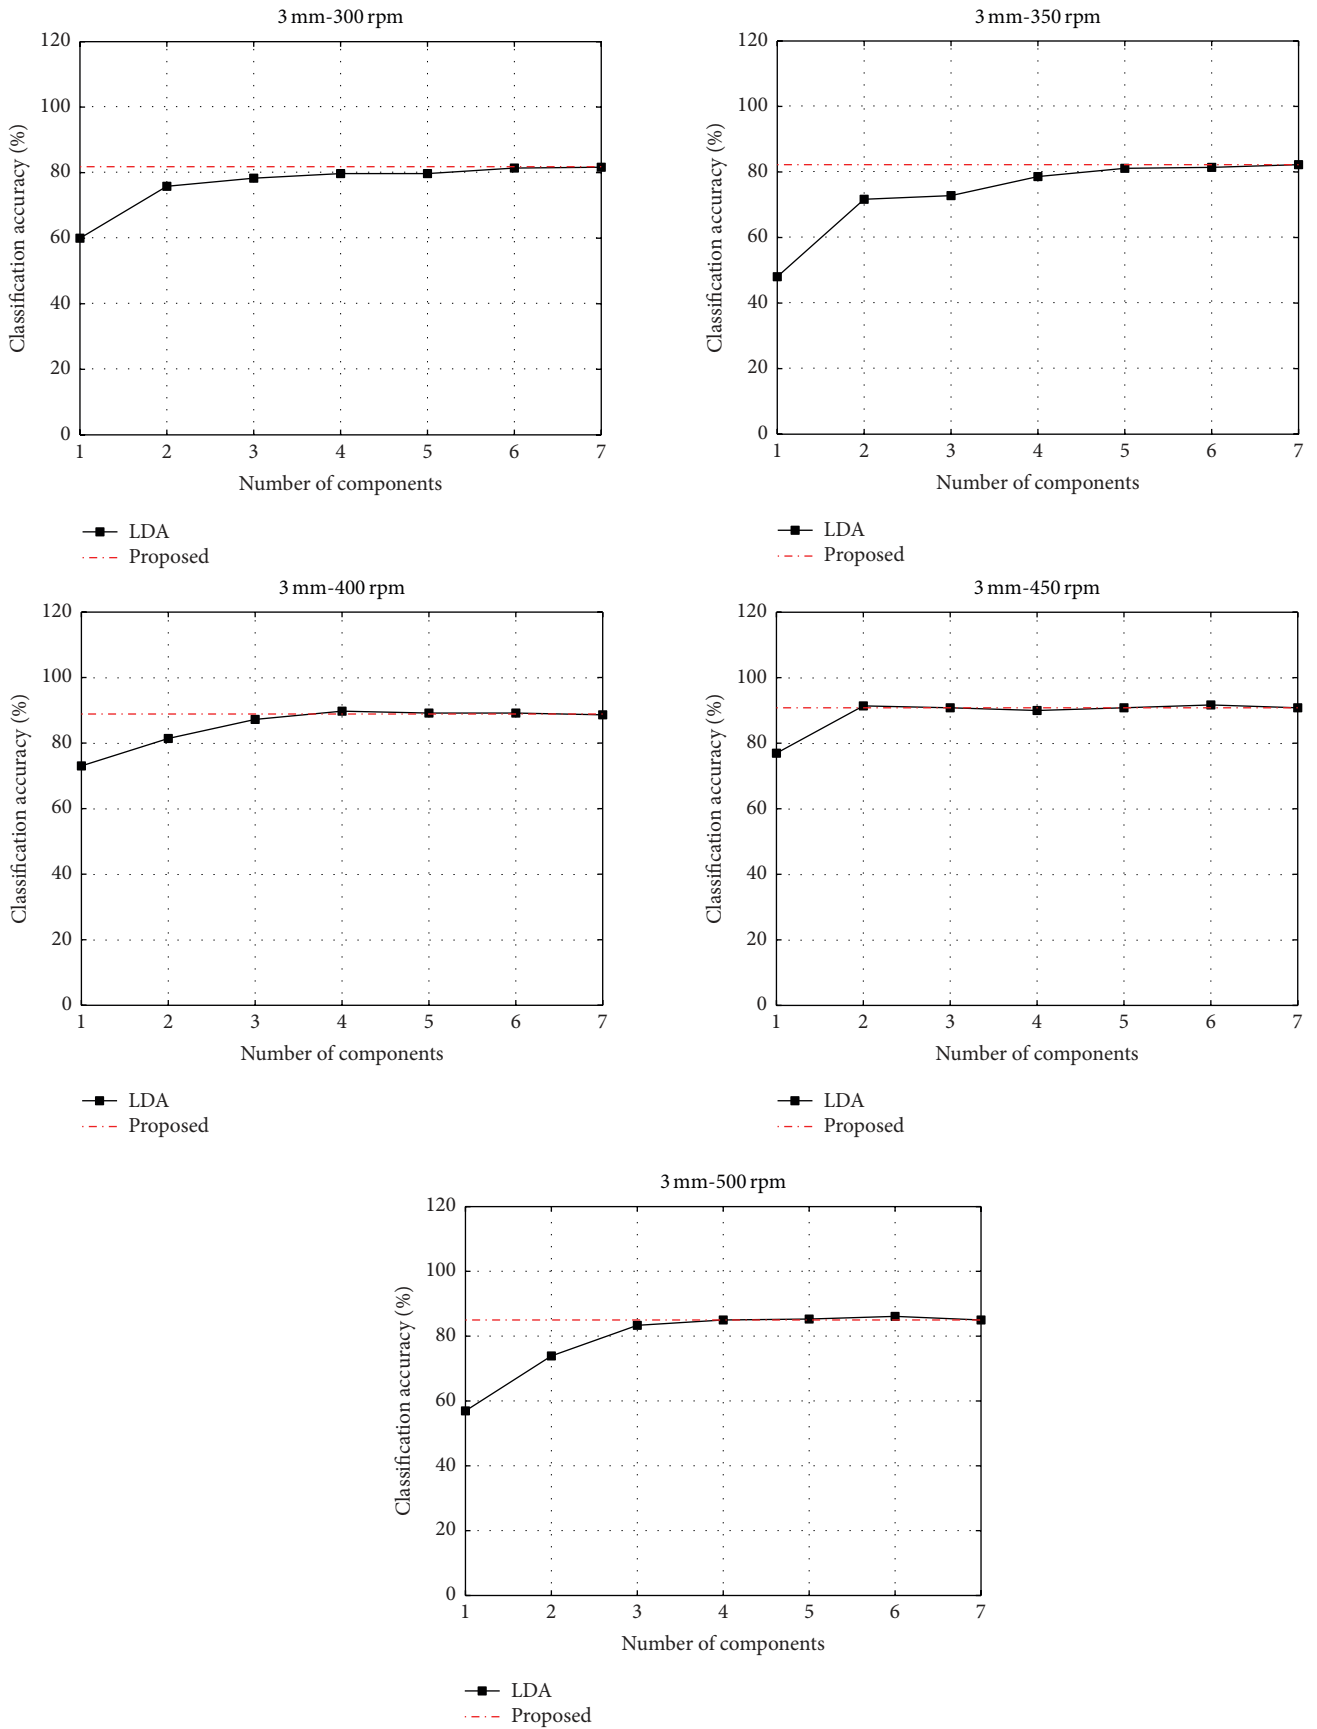 3 mm-300 rpm
Classification accuracy (%)
120
100
80
60
40
20
0
1 2 3 4 5 6 7
Number of components
LDA
Proposed
3 mm-350 rpm
Classification accuracy (%)
120
100
80
60
40
20
0
1 2 3 4 5 6 7
Number of components
LDA
Proposed
3 mm-400 rpm
Classification accuracy (%)
120
100
80
60
40
20
0
1 2 3 4 5 6 7
Number of components
LDA
Proposed
3 mm-450 rpm
Classification accuracy (%)
120
100
80
60
40
20
0
1 2 3 4 5 6 7
Number of components
LDA
Proposed
3 mm-500 rpm
Classification accuracy (%)
120
100
80
60
40
20
0
1 2 3 4 5 6 7
Number of components
LDA
Proposed